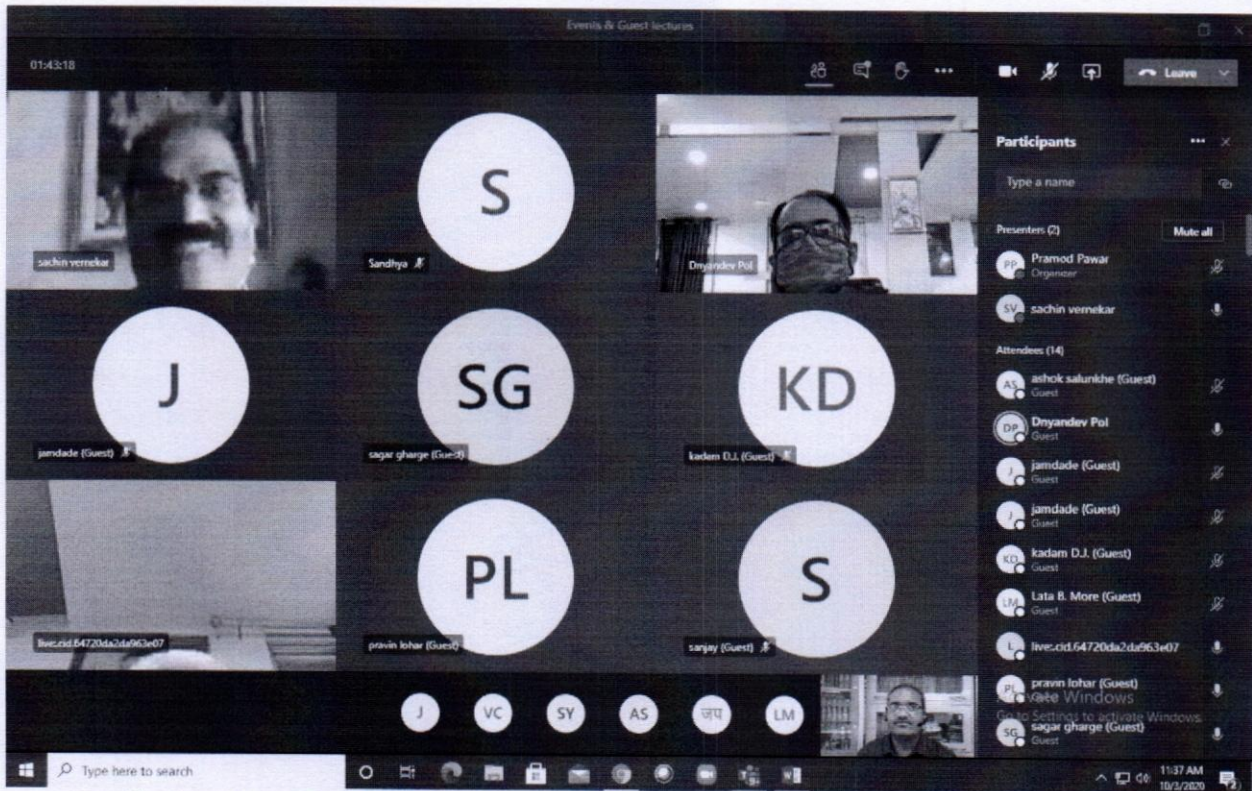 Events & Guest lectures
01:43:18
Leave
sachin vernekar
S
Sandhya
Dnyandev Pol
J
jamdade (Guest)
SG
sagar gharge (Guest)
KD
kadam D.J. (Guest)
live:.cid.64720da2da963e07
PL
pravin lohar (Guest)
S
sanjay (Guest)
J VC SY AS जप LM
Participants
Type a name
Presenters (2) Mute all
PP Pramod Pawar
Organizer
SV sachin vernekar
Attendees (14)
AS ashok salunkhe (Guest)
Guest
DP Dnyandev Pol
Guest
J jamdade (Guest)
Guest
J jamdade (Guest)
Guest
KD kadam D.J. (Guest)
Guest
LM Lata B. More (Guest)
Guest
L live:.cid.64720da2da963e07
PL pravin lohar (Guest)
Guest
Activate Windows
Go to Settings to activate Windows.
SG sagar gharge (Guest)
Guest
Type here to search
11:37 AM
10/3/2020
2